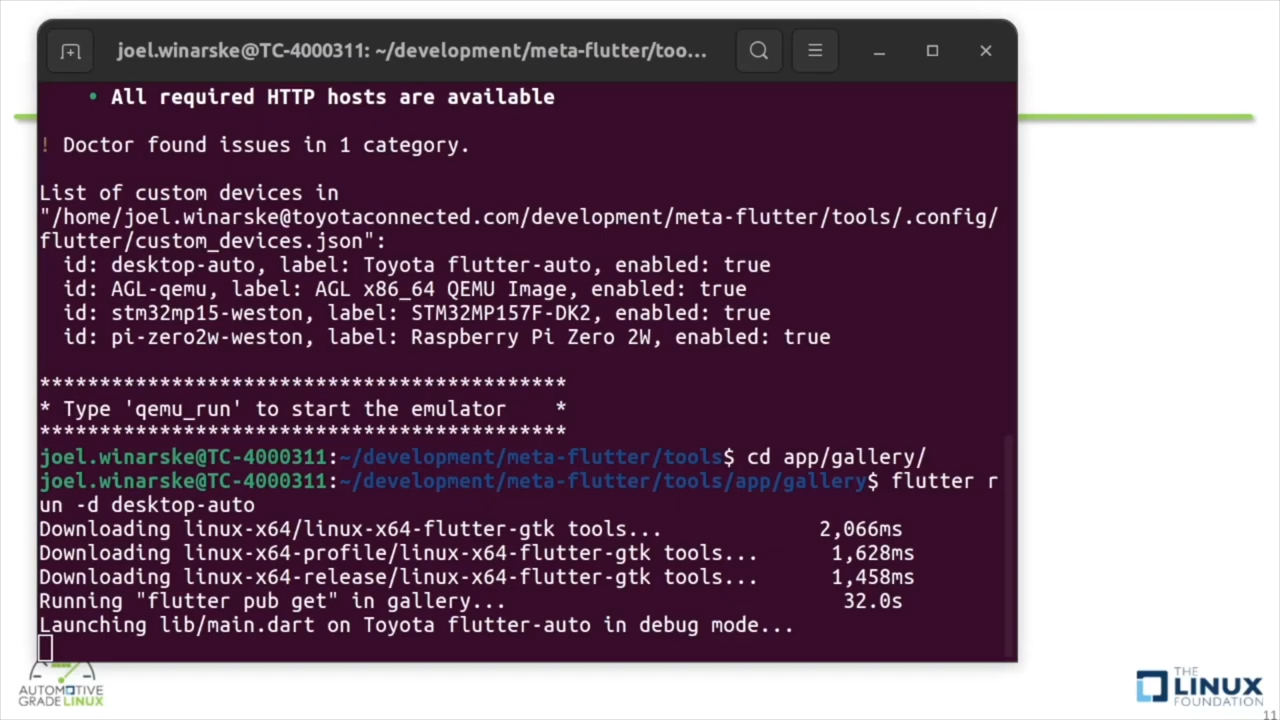 joel.winarske@TC-4000311: ~/development/meta-flutter/too...
• All required HTTP hosts are available
! Doctor found issues in 1 category.
List of custom devices in
"/home/joel.winarske@toyotaconnected.com/development/meta-flutter/tools/.config/
flutter/custom_devices.json":
id: desktop-auto, label: Toyota flutter-auto, enabled: true
id: AGL-qemu, label: AGL x86_64 QEMU Image, enabled: true
id: stm32mp15-weston, label: STM32MP157F-DK2, enabled: true
id: pi-zero2w-weston, label: Raspberry Pi Zero 2W, enabled: true
********************************************
* Type 'qemu_run' to start the emulator    *
********************************************
joel.winarske@TC-4000311:~/development/meta-flutter/tools$ cd app/gallery/
joel.winarske@TC-4000311:~/development/meta-flutter/tools/app/gallery$ flutter r
un -d desktop-auto
Downloading linux-x64/linux-x64-flutter-gtk tools... 2,066ms
Downloading linux-x64-profile/linux-x64-flutter-gtk tools... 1,628ms
Downloading linux-x64-release/linux-x64-flutter-gtk tools... 1,458ms
Running "flutter pub get" in gallery... 32.0s
Launching lib/main.dart on Toyota flutter-auto in debug mode...
AUTOMOTIVE
GRADE LINUX
THE
LINUX
FOUNDATION
11